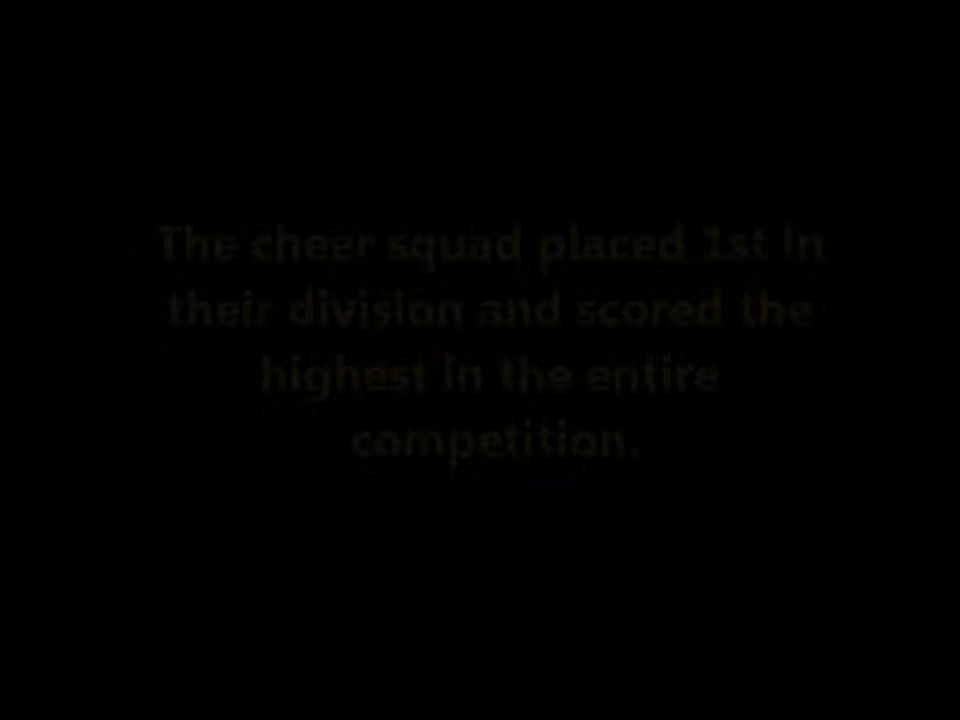 The cheer squad placed 1st in
their division and scored the
highest in the entire
competition.